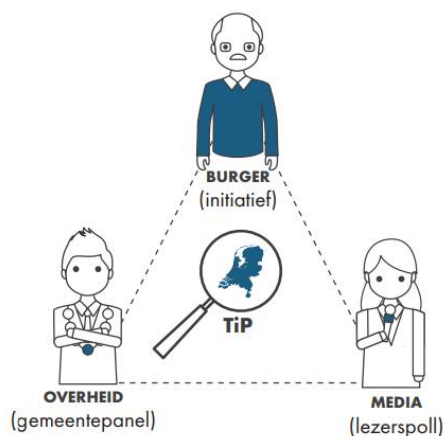 BURGER
(initiatief)
TiP
OVERHEID
(gemeentepanel)
MEDIA
(lezerspoll)